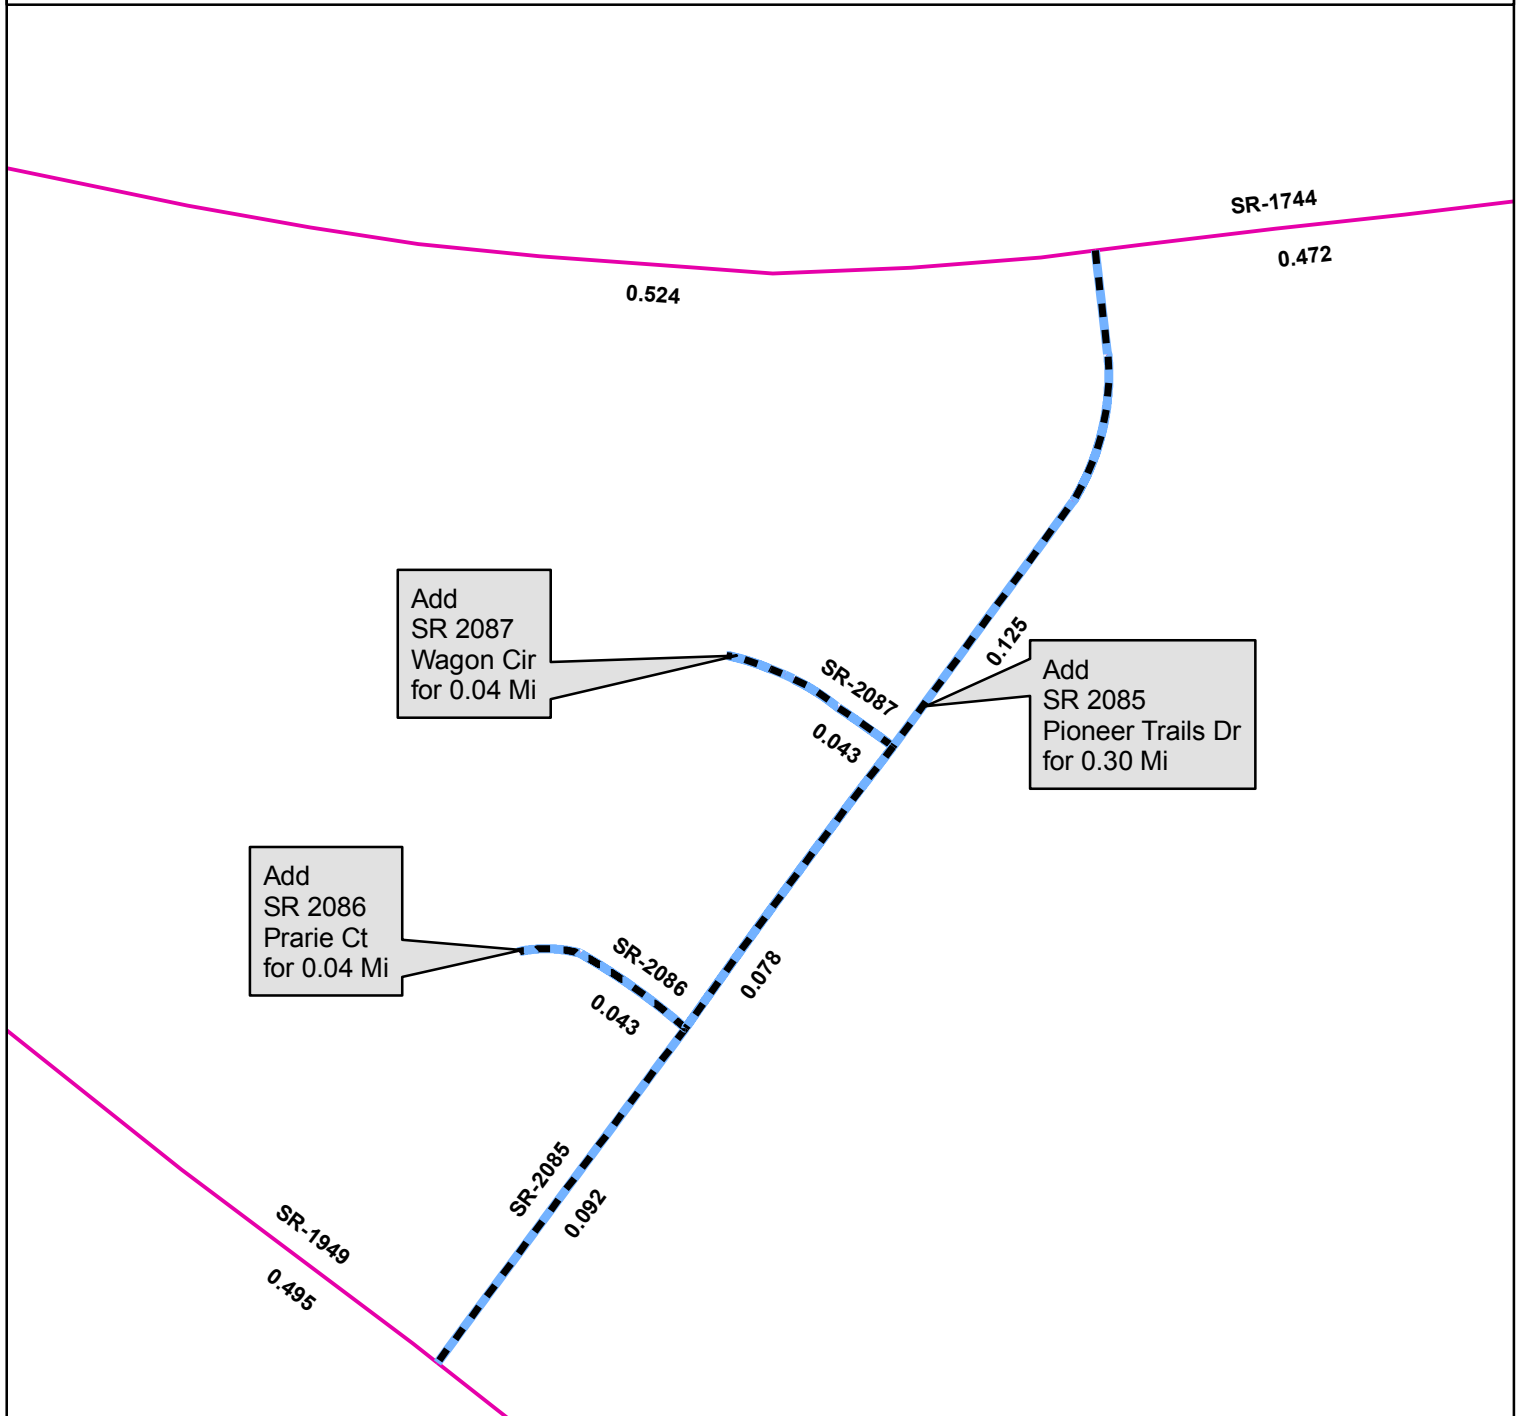 SR-1744
0.472
0.524
Add
SR 2087
Wagon Cir
for 0.04 Mi
0.125
SR-2087
0.043
Add
SR 2085
Pioneer Trails Dr
for 0.30 Mi
Add
SR 2086
Prarie Ct
for 0.04 Mi
SR-2086
0.043
0.078
SR-2085
0.092
SR-1949
0.495